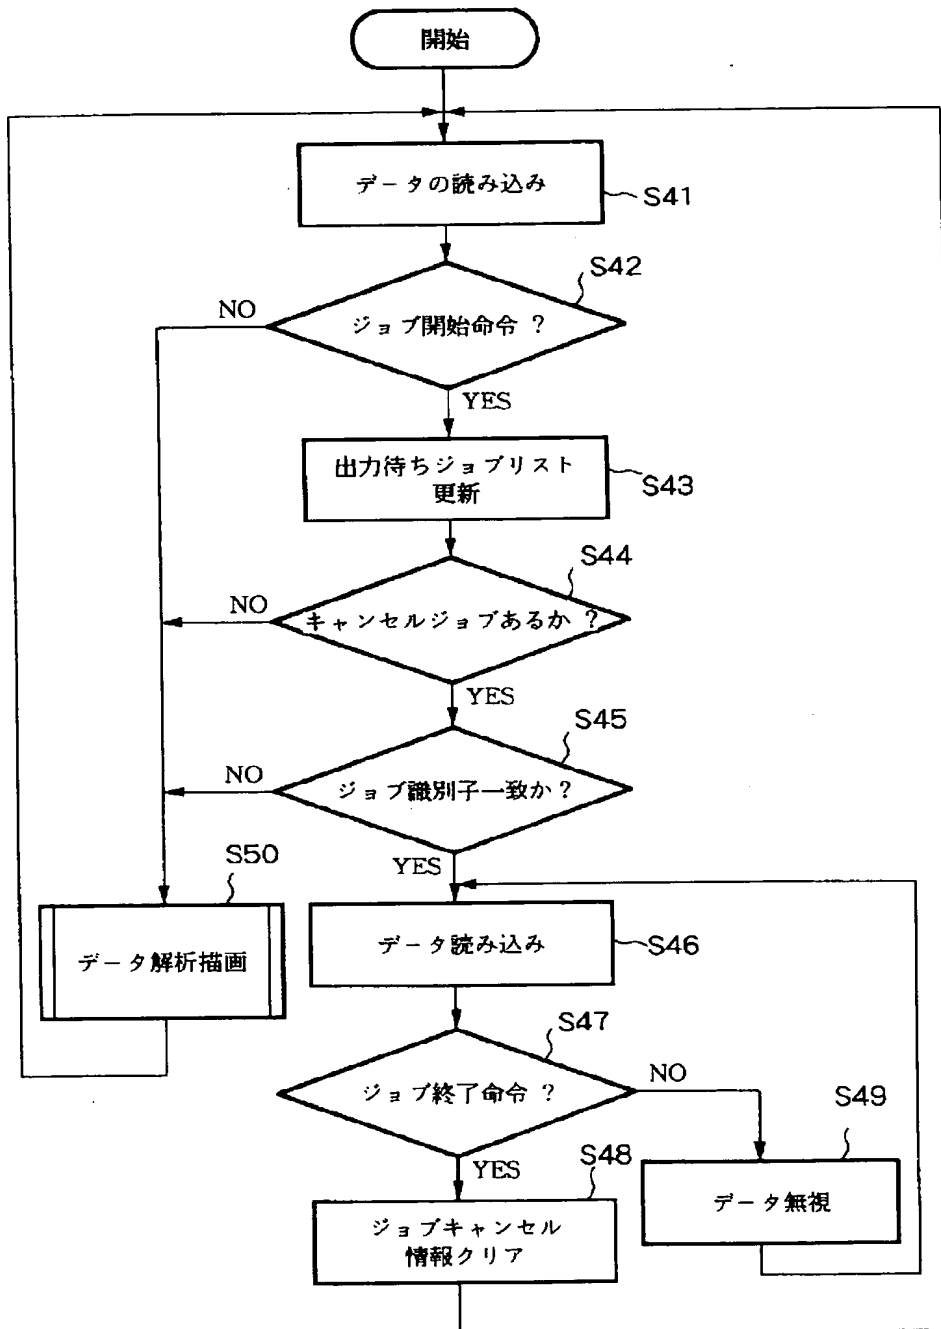 開始
データの読み込み
S41
S42
ジョブ開始命令 ?
NO
YES
出力待ちジョブリスト
更新
S43
S44
キャンセルジョブあるか ?
NO
YES
S45
ジョブ識別子一致か ?
NO
YES
S50
データ解析描画
データ読み込み
S46
S47
ジョブ終了命令 ?
NO
YES
S49
データ無視
S48
ジョブキャンセル
情報クリア